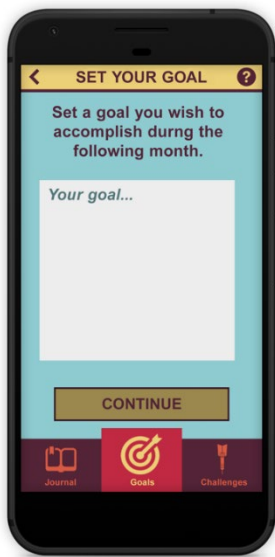 SET YOUR GOAL ?
Set a goal you wish to
accomplish durng the
following month.
Your goal...
CONTINUE
Journal Goals Challenges